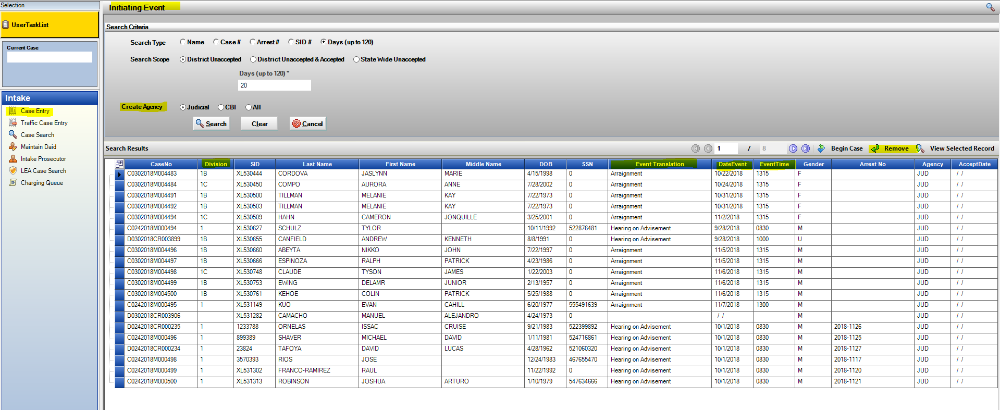 Selection
UserTaskList
Current Case
Intake
Case Entry
Traffic Case Entry
Case Search
Maintain Daid
Intake Prosecutor
LEA Case Search
Charging Queue
Initiating Event
Search Criteria
Search Type Name Case # Arrest # SID # Days (up to 120)
Search Scope District Unaccepted District Unaccepted & Accepted State Wide Unaccepted
Days (up to 120) *
20
Create Agency Judicial CBI All
Search Clear Cancel
Search Results 1 / 8 Begin Case Remove View Selected Record
CaseNo Division SID Last Name First Name Middle Name DOB SSN Event Translation DateEvent EventTime Gender Arrest No Agency AcceptDate
C0302018M004483 1B XL530444 CORDOVA JASLYNN MARIE 4/15/1998 0 Arraignment 10/22/2018 1315 F JUD / /
C0302018M004484 1C XL530450 COMPO AURORA ANNE 7/28/2002 0 Arraignment 10/24/2018 1315 F JUD / /
C0302018M004491 1B XL530500 TILLMAN MELANIE KAY 7/22/1973 0 Arraignment 10/31/2018 1315 F JUD / /
C0302018M004492 1B XL530503 TILLMAN MELANIE KAY 7/22/1973 0 Arraignment 10/31/2018 1315 F JUD / /
C0302018M004494 1C XL530509 HAHN CAMERON JONQUILLE 3/25/2001 0 Arraignment 11/2/2018 1315 F JUD / /
C0242018M000494 1 XL530627 SCHULZ TYLOR 10/11/1992 522876481 Hearing on Advisement 9/28/2018 0830 M JUD / /
D0302018CR003899 1B XL530655 CANFIELD ANDREW KENNETH 8/8/1991 0 Hearing on Advisement 9/28/2018 1000 U JUD / /
C0302018M004496 1B XL530660 ABEYTA NIKKO JOHN 7/22/1997 0 Arraignment 11/5/2018 1315 M JUD / /
C0302018M004497 1B XL530666 ESPINOZA RALPH PATRICK 4/23/1986 0 Arraignment 11/5/2018 1315 M JUD / /
C0302018M004498 1C XL530748 CLAUDE TYSON JAMES 1/22/2003 0 Arraignment 11/6/2018 1315 M JUD / /
C0302018M004499 1B XL530753 EWING DELAMR JUNIOR 2/13/1957 0 Arraignment 11/6/2018 1315 M JUD / /
C0302018M004500 1B XL530761 KEHOE COLIN PATRICK 5/25/1988 0 Arraignment 11/6/2018 1315 M JUD / /
C0242018M000495 1 XL531149 KUO EVAN CAHILL 6/20/1977 555491639 Arraignment 11/7/2018 1300 M JUD / /
D0302018CR003906 XL531282 CAMACHO MANUEL ALEJANDRO 4/24/1973 0 / / M JUD / /
D0242018CR000235 1 1233788 ORNELAS ISSAC CRUISE 9/21/1983 522399892 Hearing on Advisement 10/1/2018 0830 M 2018-1126 JUD / /
C0242018M000496 1 899389 SHAVER MICHAEL DAVID 1/11/1981 524716861 Hearing on Advisement 10/1/2018 0830 M 2018-1125 JUD / /
D0242018CR000234 1 23824 TAFOYA DAVID LUCAS 4/28/1962 521060320 Hearing on Advisement 10/1/2018 0830 M 2018-1127 JUD / /
C0242018M000498 1 3570393 RIOS JOSE 12/24/1983 467655470 Hearing on Advisement 10/1/2018 0830 M 2018-1117 JUD / /
C0242018M000499 1 XL531302 FRANCO-RAMIREZ RAUL 11/22/1992 0 Hearing on Advisement 10/1/2018 0830 M 2018-1120 JUD / /
C0242018M000500 1 XL531313 ROBINSON JOSHUA ARTURO 1/10/1979 547634666 Hearing on Advisement 10/1/2018 0830 M 2018-1121 JUD / /